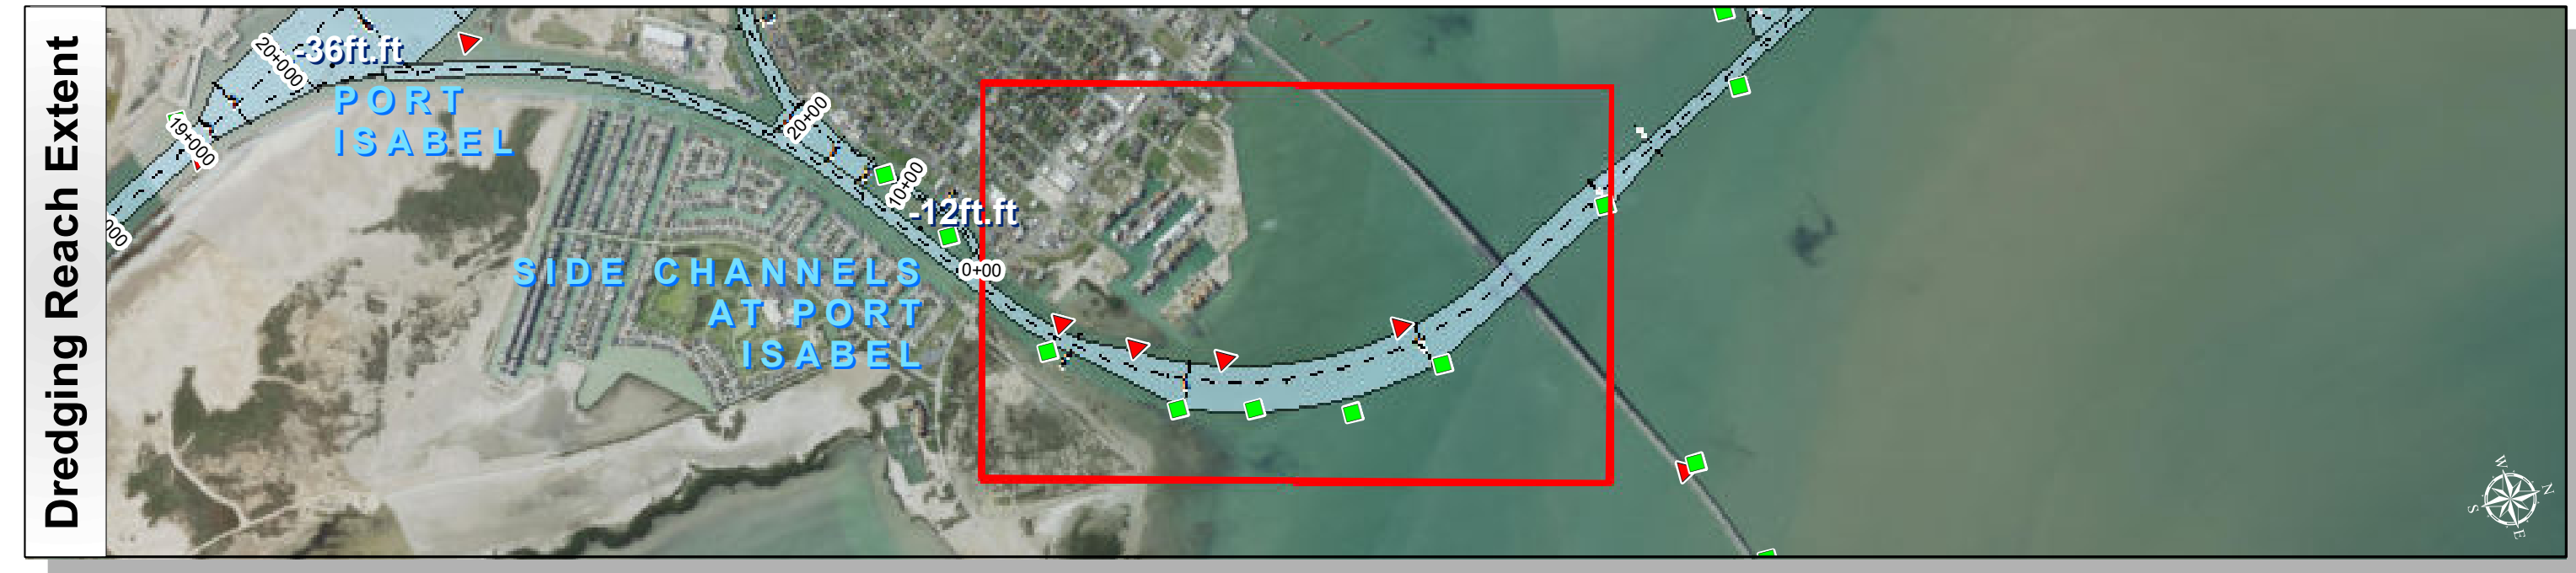 Dredging Reach Extent
20+000
-36ft.ft
PORT
ISABEL
19+000
000
20+00
10+00
-12ft.ft
0+00
SIDE CHANNELS
AT PORT
ISABEL
W
N
S
E